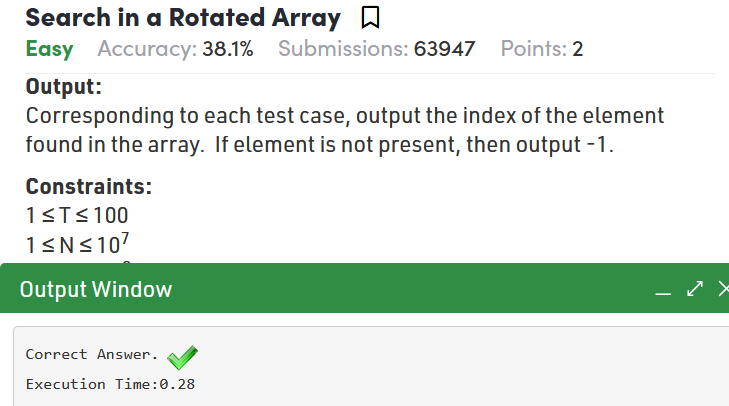 Search in a Rotated Array
Easy Accuracy: 38.1% Submissions: 63947 Points: 2
Output:
Corresponding to each test case, output the index of the element
found in the array. If element is not present, then output -1.
Constraints:
1 ≤ T ≤ 100
1 ≤ N ≤ 10⁷
Output Window
Correct Answer.
Execution Time:0.28